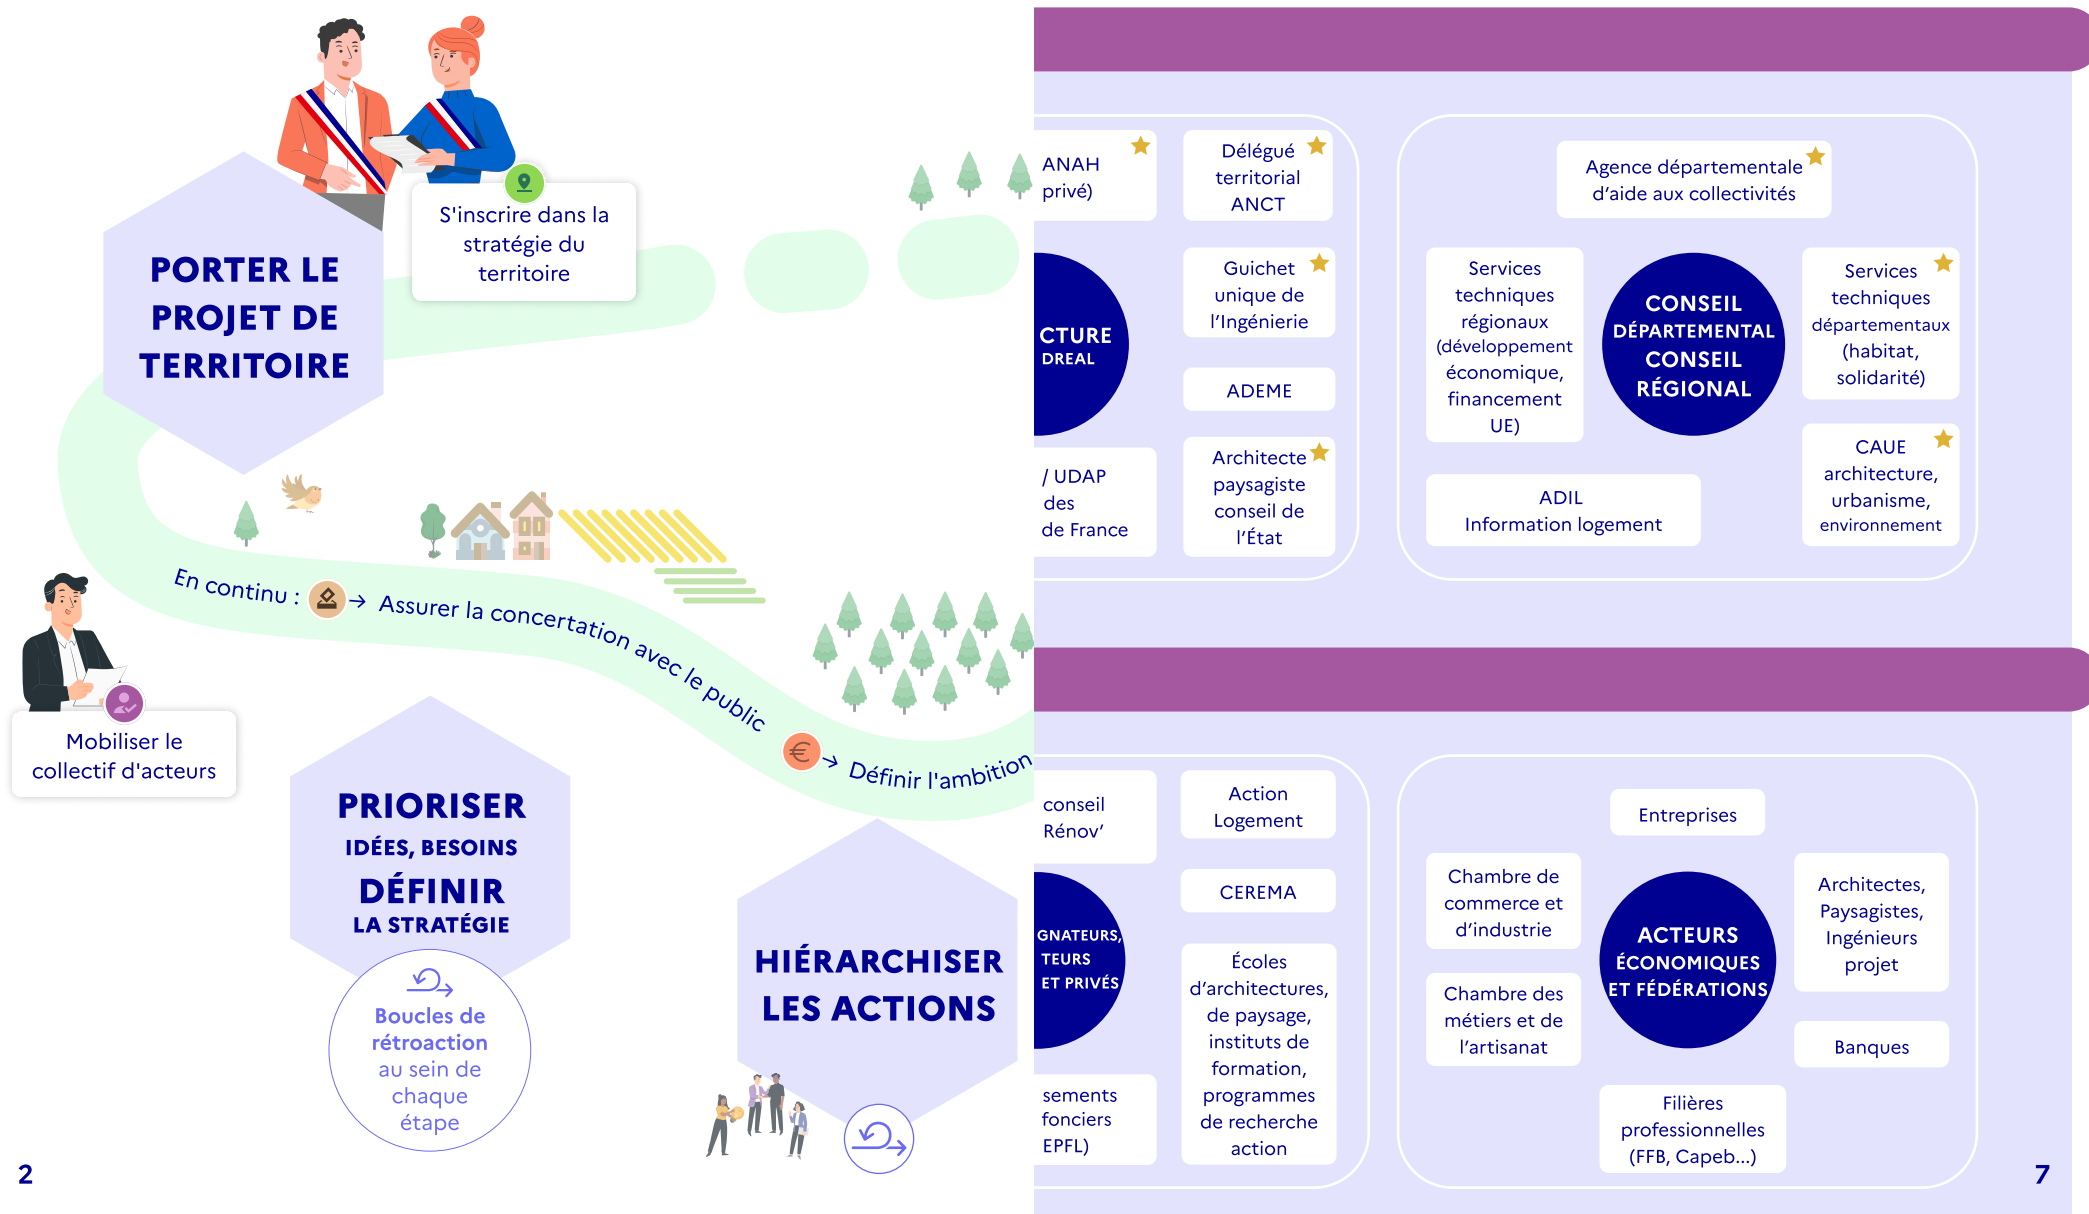 PORTER LE
PROJET DE
TERRITOIRE
S'inscrire dans la
stratégie du
territoire
En continu : → Assurer la concertation avec le public
€ → Définir l'ambition
Mobiliser le
collectif d'acteurs
PRIORISER
IDÉES, BESOINS
DÉFINIR
LA STRATÉGIE
Boucles de
rétroaction
au sein de
chaque
étape
HIÉRARCHISER
LES ACTIONS
2
ANAH
privé)
Délégué
territorial
ANCT
Guichet
unique de
l’Ingénierie
CTURE
DREAL
ADEME
/ UDAP
des
de France
Architecte
paysagiste
conseil de
l’État
Agence départementale
d’aide aux collectivités
Services
techniques
régionaux
(développement
économique,
financement
UE)
CONSEIL
DÉPARTEMENTAL
CONSEIL
RÉGIONAL
Services
techniques
départementaux
(habitat,
solidarité)
ADIL
Information logement
CAUE
architecture,
urbanisme,
environnement
conseil
Rénov’
Action
Logement
CEREMA
GNATEURS,
TEURS
ET PRIVÉS
Écoles
d’architectures,
de paysage,
instituts de
formation,
programmes
de recherche
action
sements
fonciers
EPFL)
Entreprises
Chambre de
commerce et
d’industrie
Chambre des
métiers et de
l’artisanat
ACTEURS
ÉCONOMIQUES
ET FÉDÉRATIONS
Architectes,
Paysagistes,
Ingénieurs
projet
Banques
Filières
professionnelles
(FFB, Capeb...)
7